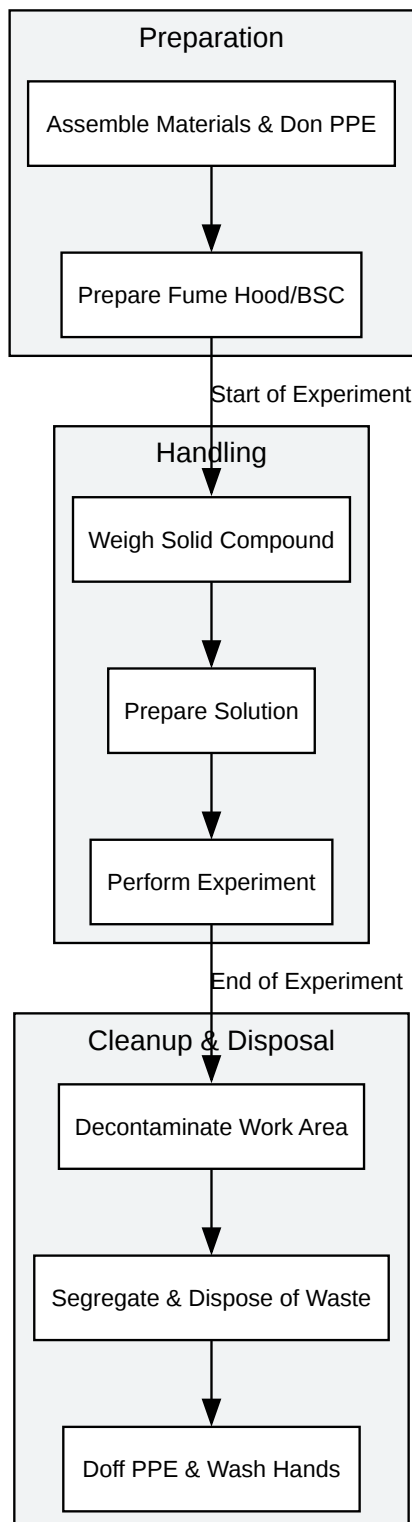 Preparation
Assemble Materials & Don PPE
Prepare Fume Hood/BSC
Start of Experiment
Handling
Weigh Solid Compound
Prepare Solution
Perform Experiment
End of Experiment
Cleanup & Disposal
Decontaminate Work Area
Segregate & Dispose of Waste
Doff PPE & Wash Hands